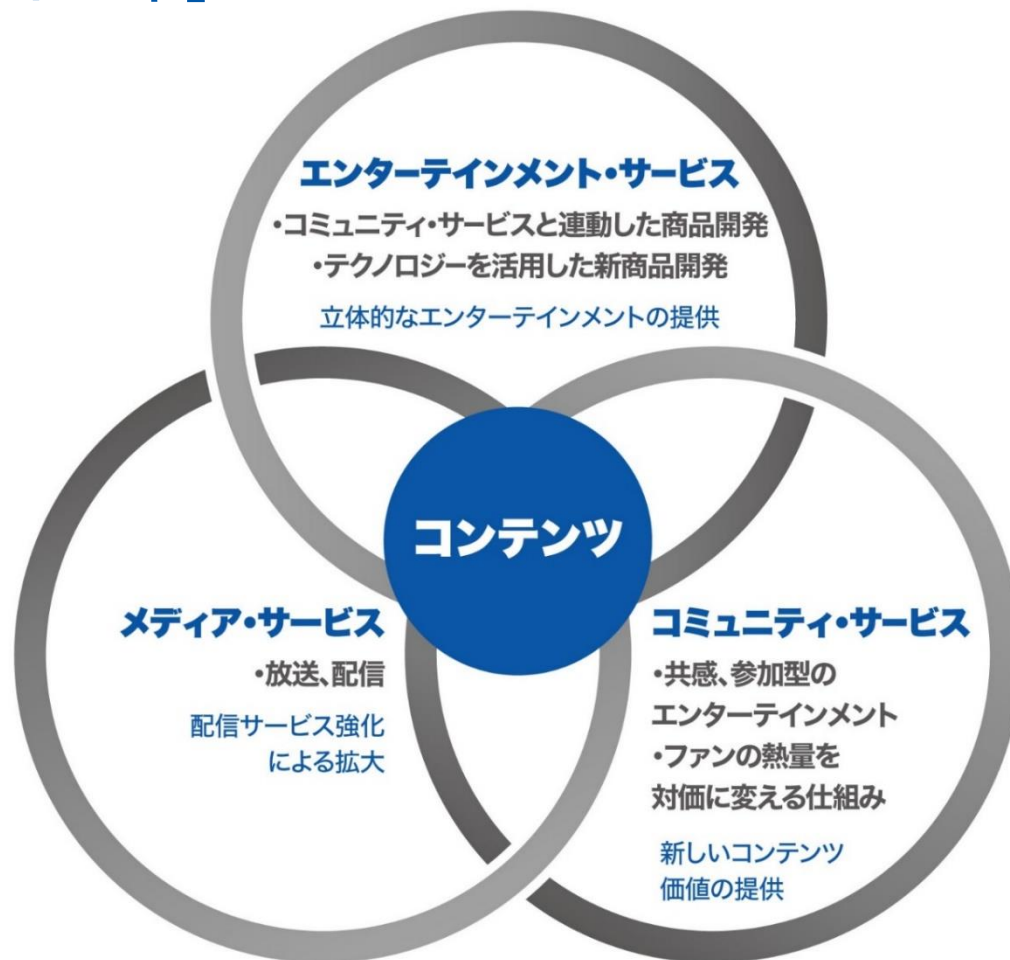 エンターテインメント・サービス
・コミュニティ・サービスと連動した商品開発
・テクノロジーを活用した新商品開発
立体的なエンターテインメントの提供
コンテンツ
メディア・サービス
・放送、配信
配信サービス強化
による拡大
コミュニティ・サービス
・共感、参加型の
エンターテインメント
・ファンの熱量を
対価に変える仕組み
新しいコンテンツ
価値の提供